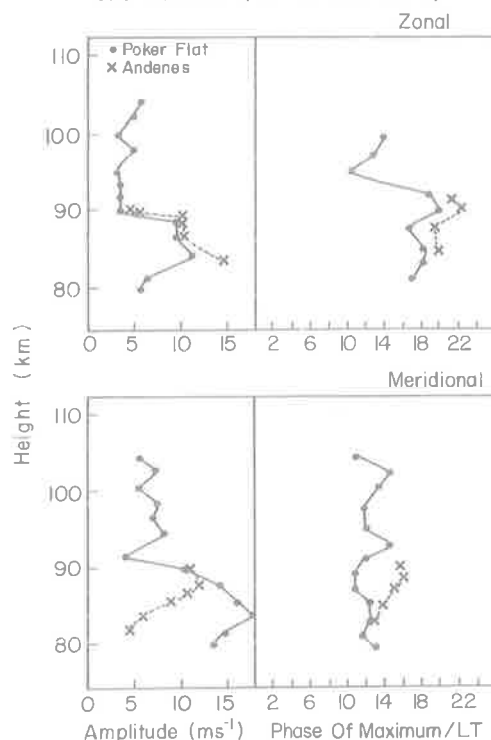 Zonal
Poker Flat
Andenes
110
100
90
80
0 5 10 15
2 6 10 14 18 22
Height (km)
Meridional
110
100
90
80
0 5 10 15
2 6 10 14 18 22
Amplitude (ms⁻¹)
Phase Of Maximum/LT